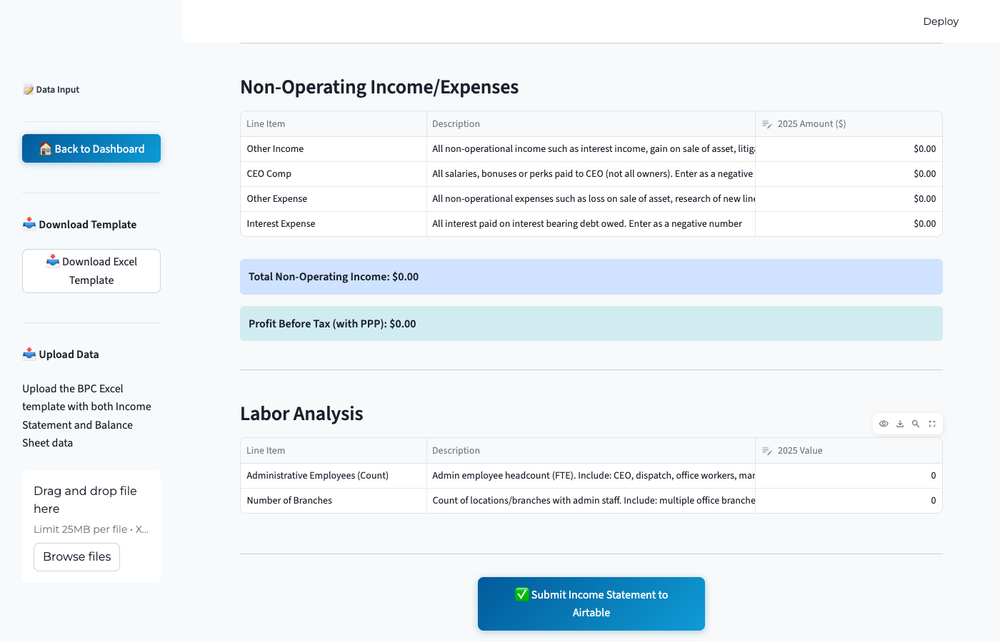 Deploy
Data Input
Back to Dashboard
Download Template
Download Excel
Template
Upload Data
Upload the BPC Excel
template with both Income
Statement and Balance
Sheet data
Drag and drop file
here
Limit 25MB per file • X...
Browse files
Non-Operating Income/Expenses
Line Item Description 2025 Amount ($)
Other Income All non-operational income such as interest income, gain on sale of asset, litiga $0.00
CEO Comp All salaries, bonuses or perks paid to CEO (not all owners). Enter as a negative $0.00
Other Expense All non-operational expenses such as loss on sale of asset, research of new line $0.00
Interest Expense All interest paid on interest bearing debt owed. Enter as a negative number $0.00
Total Non-Operating Income: $0.00
Profit Before Tax (with PPP): $0.00
Labor Analysis
Line Item Description 2025 Value
Administrative Employees (Count) Admin employee headcount (FTE). Include: CEO, dispatch, office workers, mar 0
Number of Branches Count of locations/branches with admin staff. Include: multiple office branche 0
Submit Income Statement to
Airtable